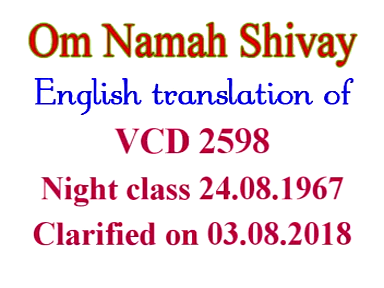 Om Namah Shivay
English translation of
VCD 2598
Night class 24.08.1967
Clarified on 03.08.2018